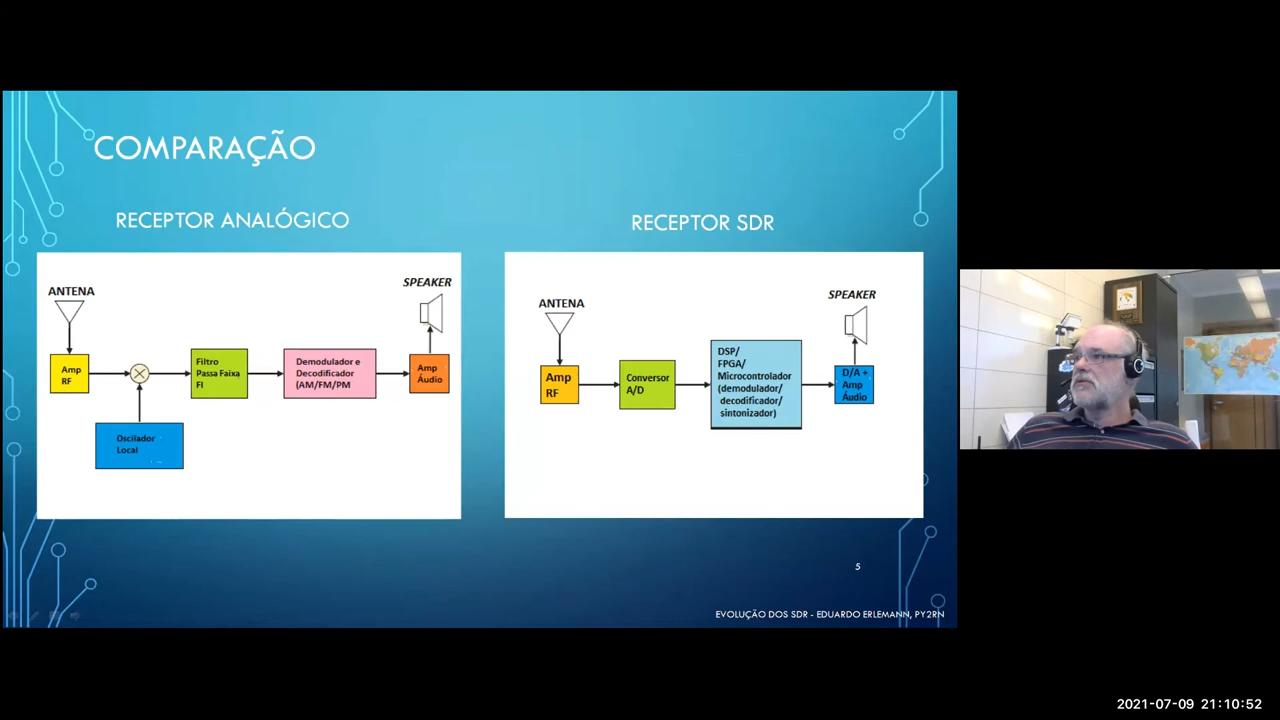 COMPARAÇÃO
RECEPTOR ANALÓGICO
ANTENA
SPEAKER
Amp
RF
Filtro
Passa Faixa
FI
Demodulador e
Decodificador
(AM/FM/PM
Amp
Áudio
Oscilador
Local
RECEPTOR SDR
ANTENA
SPEAKER
Amp
RF
Conversor
A/D
DSP/
FPGA/
Microcontrolador
(demodulador/
decodificador/
sintonizador)
D/A +
Amp
Áudio
5
EVOLUÇÃO DOS SDR - EDUARDO ERLEMANN, PY2RN
2021-07-09 21:10:52